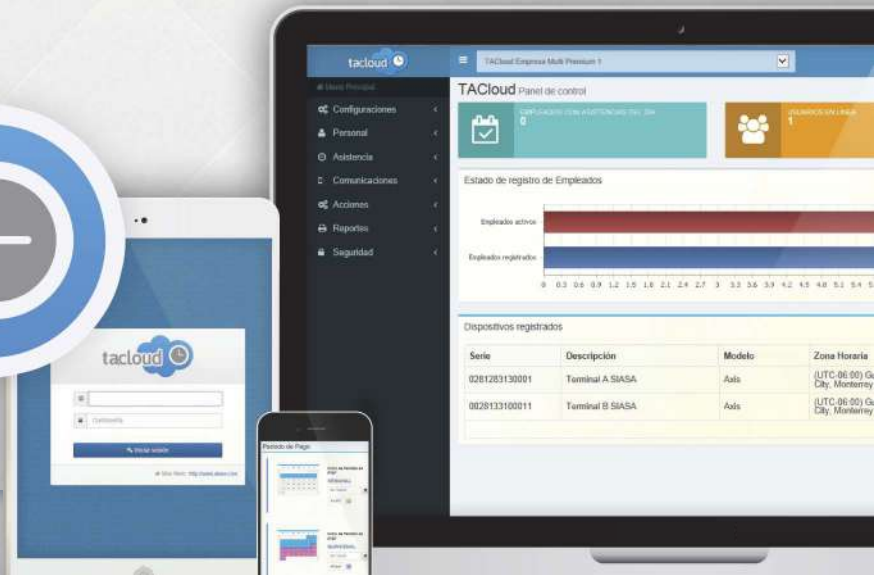 tacloud
TACloud Empresa Multi Premium 1
Menú Principal
Configuraciones
Personal
Asistencia
Comunicaciones
Acciones
Reportes
Seguridad
TACloud Panel de control
EMPLEADOS CON ASISTENCIAS DEL DIA
0
USUARIOS EN LINEA
1
Estado de registro de Empleados
Empleados activos
Empleados registrados
0 0.3 0.6 0.9 1.2 1.5 1.8 2.1 2.4 2.7 3 3.3 3.6 3.9 4.2 4.5 4.8 5.1 5.4
Dispositivos registrados
Serie Descripción Modelo Zona Horaria
0281283130001 Terminal A SIASA Axis (UTC-06:00)
City, Monterrey
0028133100011 Terminal B SIASA Axis (UTC-06:00)
City, Monterrey
tacloud
Contraseña
Iniciar sesión
Periodo de Pago
SEMANAL